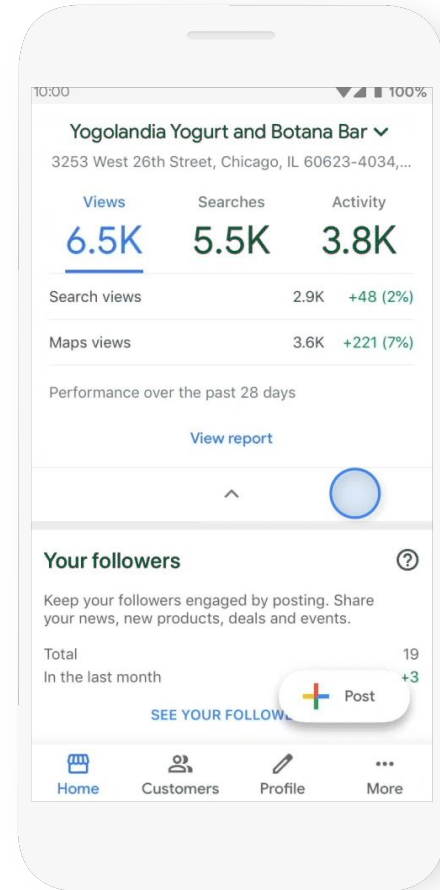 10:00 100%
Yogolandia Yogurt and Botana Bar
3253 West 26th Street, Chicago, IL 60623-4034,...
Views Searches Activity
6.5K 5.5K 3.8K
Search views 2.9K +48 (2%)
Maps views 3.6K +221 (7%)
Performance over the past 28 days
View report
Your followers
Keep your followers engaged by posting. Share
your news, new products, deals and events.
Total 19
In the last month +3
Post
SEE YOUR FOLLOWE
Home Customers Profile More